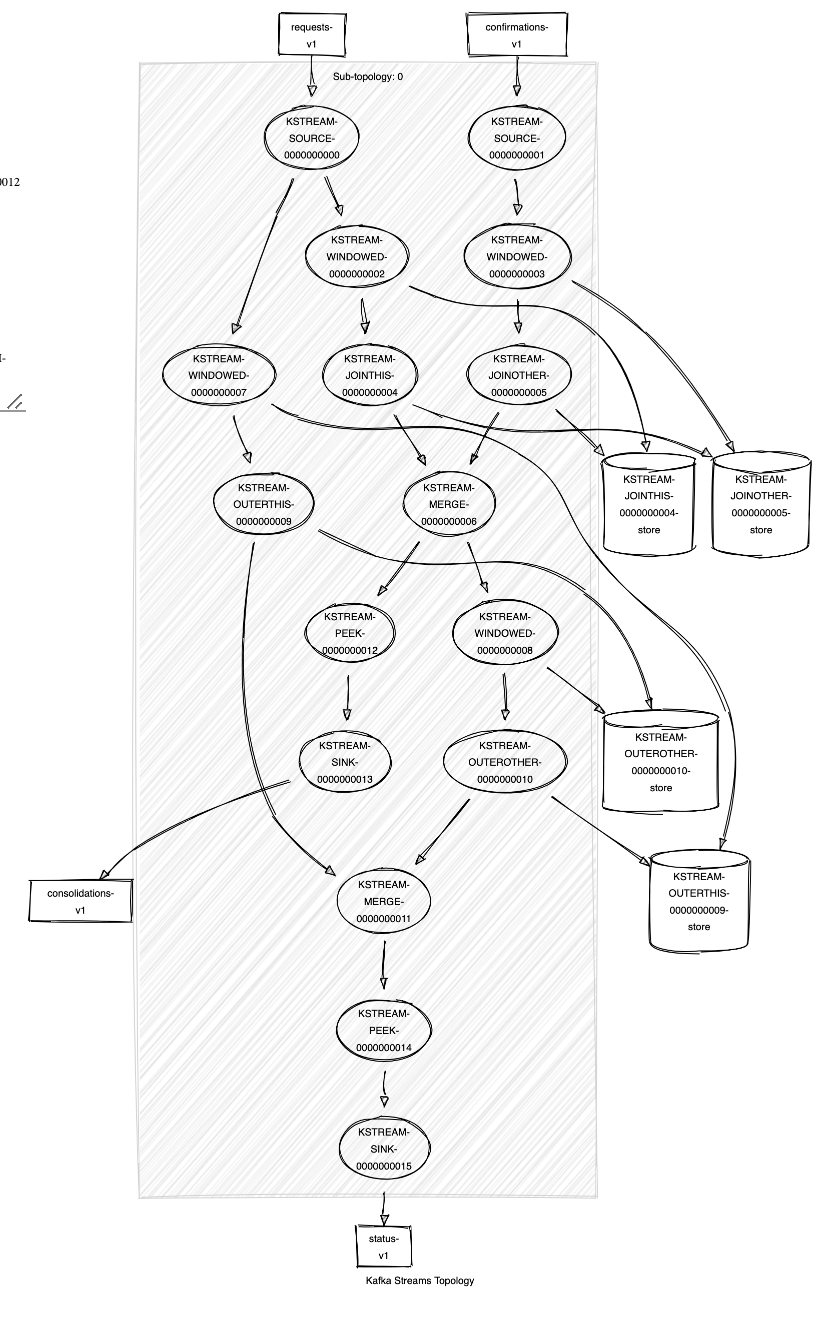 requests-
v1
confirmations-
v1
Sub-topology: 0
KSTREAM-
SOURCE-
0000000000
KSTREAM-
SOURCE-
0000000001
0012
KSTREAM-
WINDOWED-
0000000002
KSTREAM-
WINDOWED-
0000000003
KSTREAM-
WINDOWED-
0000000007
KSTREAM-
JOINTHIS-
0000000004
KSTREAM-
JOINOTHER-
0000000005
KSTREAM-
OUTERTHIS-
0000000009
KSTREAM-
MERGE-
0000000006
KSTREAM-
JOINTHIS-
0000000004-
store
KSTREAM-
JOINOTHER-
0000000005-
store
KSTREAM-
PEEK-
0000000012
KSTREAM-
WINDOWED-
0000000008
KSTREAM-
SINK-
0000000013
KSTREAM-
OUTEROTHER-
0000000010
KSTREAM-
OUTEROTHER-
0000000010-
store
consolidations-
v1
KSTREAM-
MERGE-
0000000011
KSTREAM-
OUTERTHIS-
0000000009-
store
KSTREAM-
PEEK-
0000000014
KSTREAM-
SINK-
0000000015
status-
v1
Kafka Streams Topology